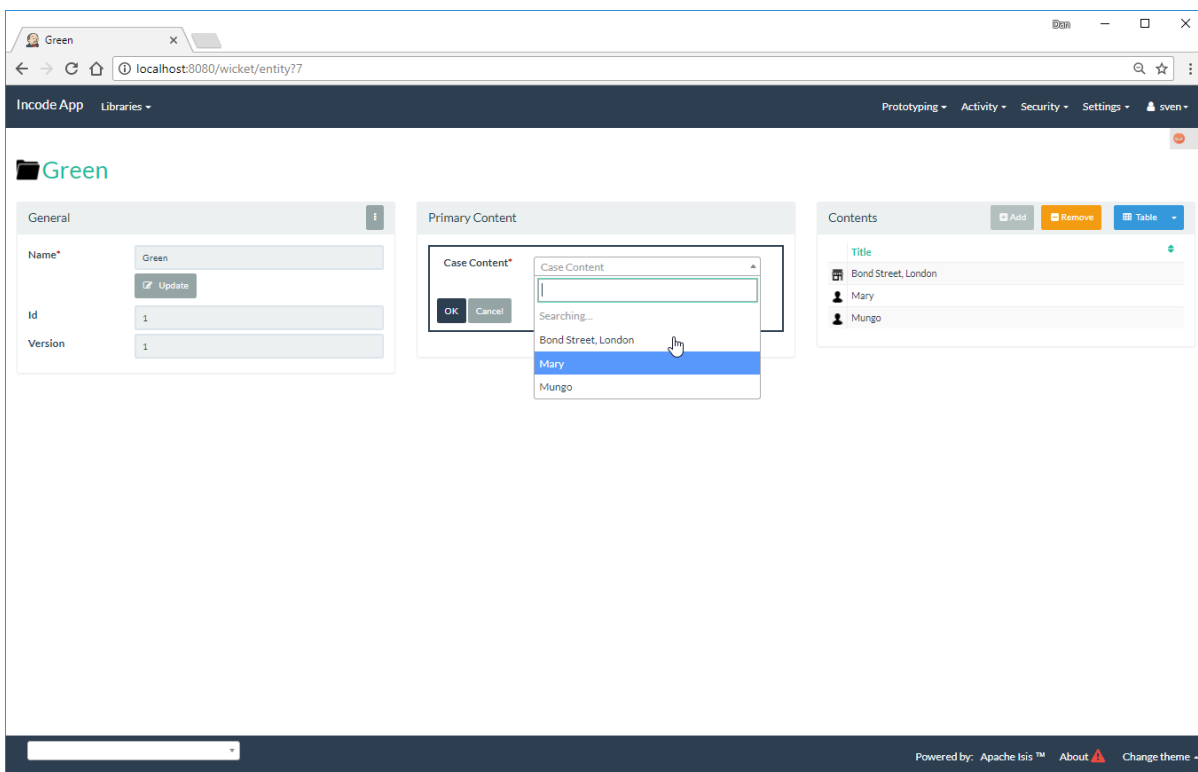 Dan
Green
localhost:8080/wicket/entity?7
Incode App Libraries Prototyping Activity Security Settings sven
Green
General
Name*
Green
Update
Id
1
Version
1
Primary Content
Case Content*
Case Content
OK Cancel
Searching...
Bond Street, London
Mary
Mungo
Contents
Add Remove Table
Title
Bond Street, London
Mary
Mungo
Powered by: Apache Isis ™ About Change theme